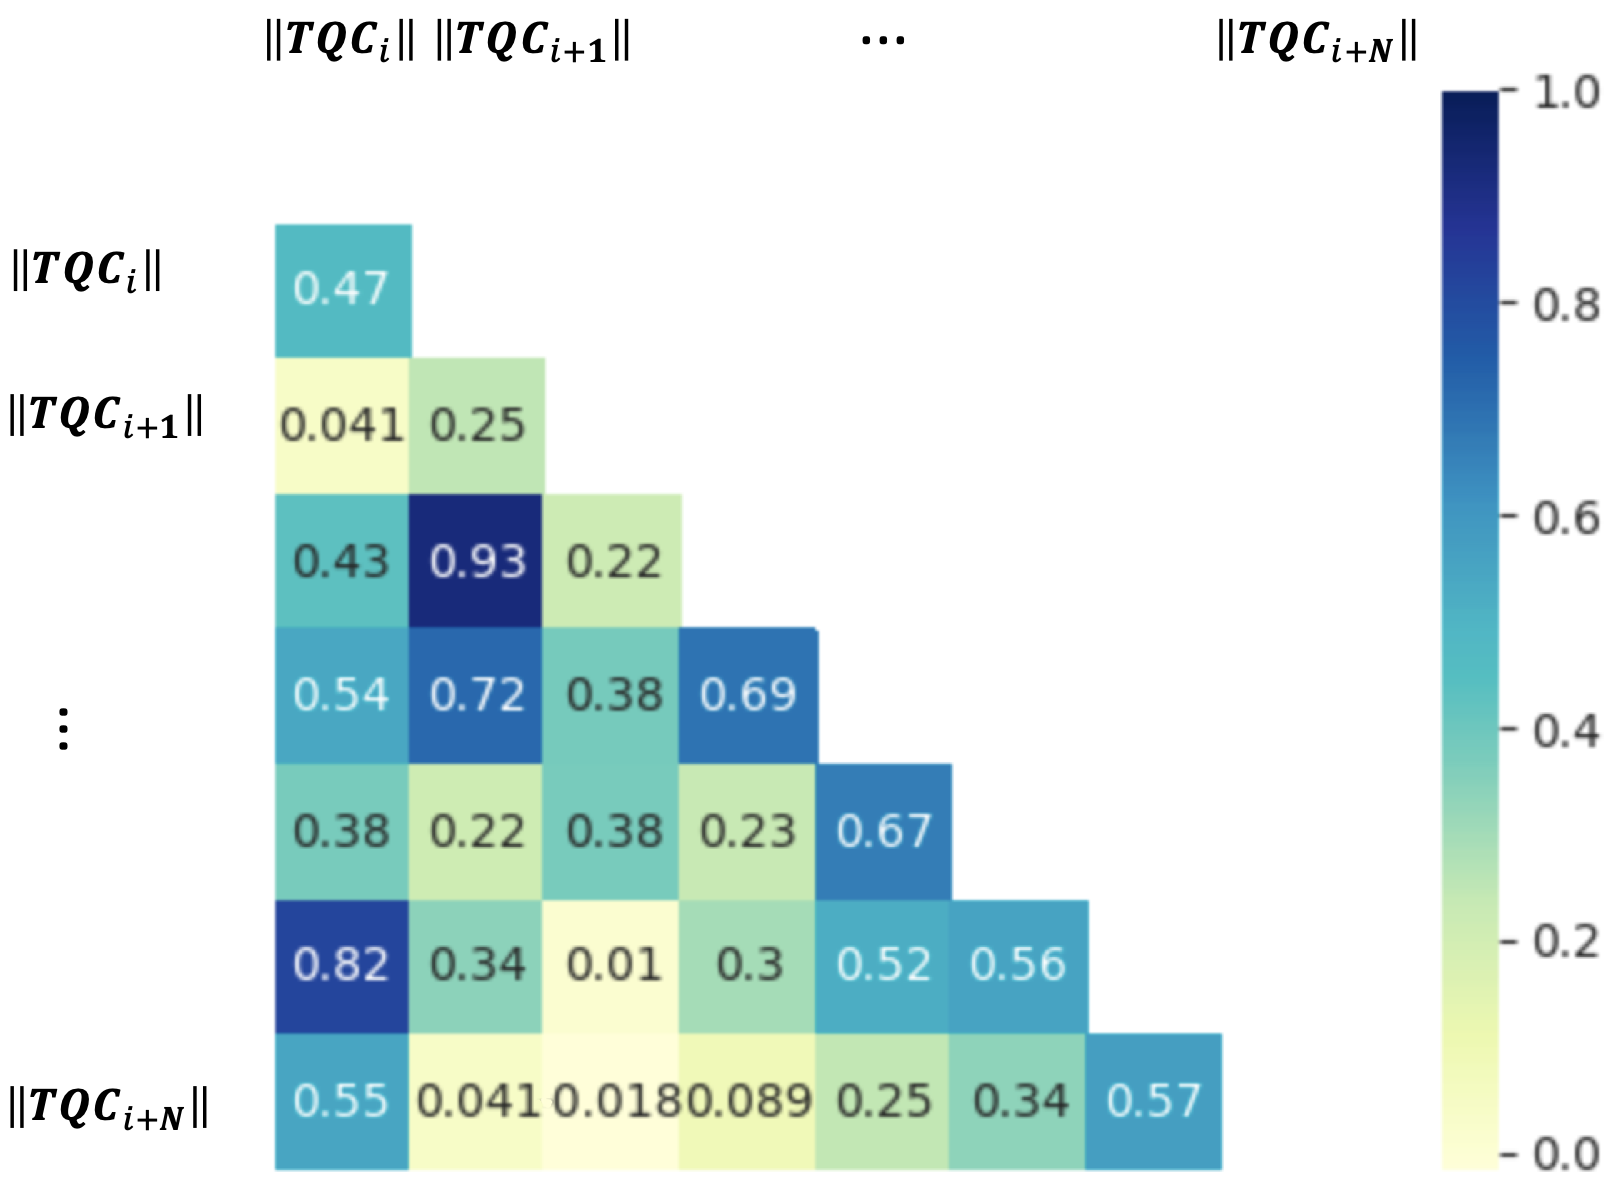 ‖TQC_i‖ ‖TQC_{i+1}‖ ... ‖TQC_{i+N}‖
1.0
‖TQC_i‖ 0.47
0.8
‖TQC_{i+1}‖ 0.041 0.25
0.43 0.93 0.22
0.6
0.54 0.72 0.38 0.69
⋮
0.4
0.38 0.22 0.38 0.23 0.67
0.2
0.82 0.34 0.01 0.3 0.52 0.56
‖TQC_{i+N}‖ 0.55 0.041 0.018 0.089 0.25 0.34 0.57
0.0